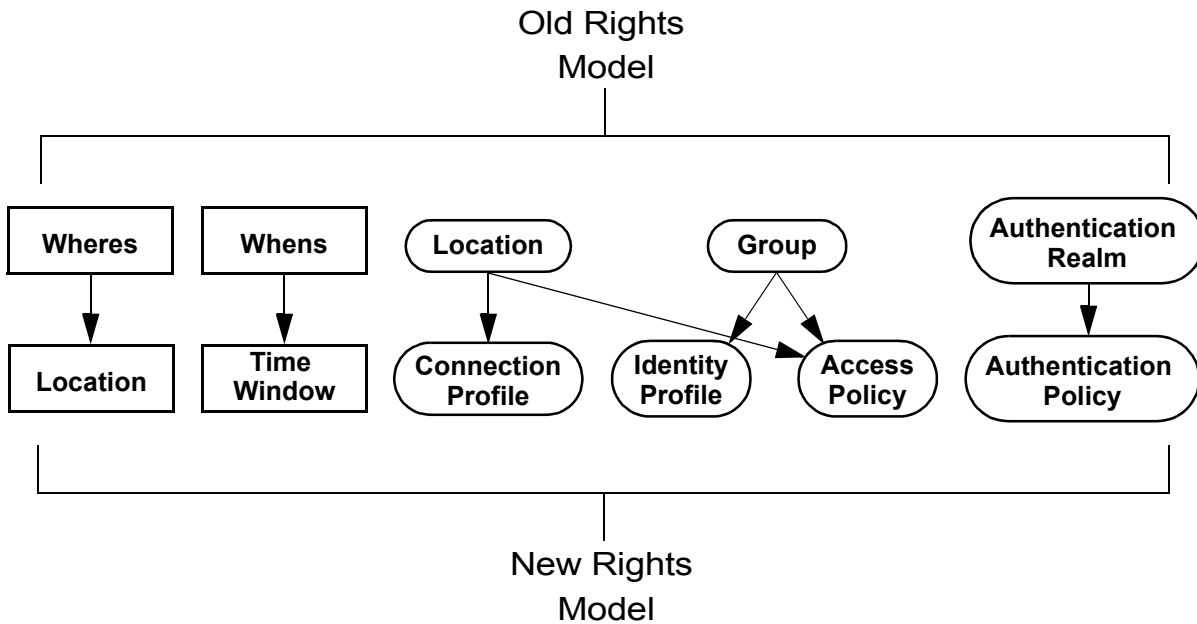 Old Rights
Model
Wheres
Whens
Location
Group
Authentication
Realm
Location
Time
Window
Connection
Profile
Identity
Profile
Access
Policy
Authentication
Policy
New Rights
Model